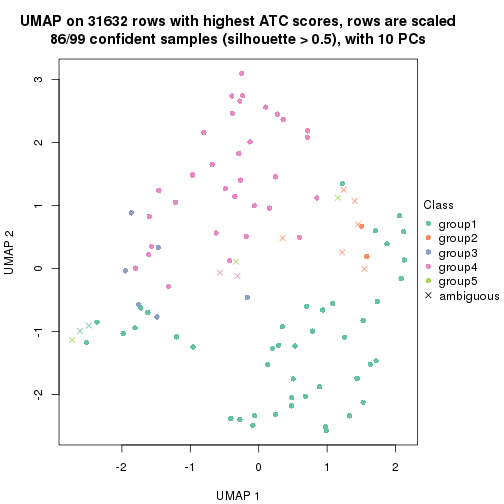 UMAP on 31632 rows with highest ATC scores, rows are scaled
86/99 confident samples (silhouette > 0.5), with 10 PCs
3
2
1
0
-1
-2
UMAP 2
-2
-1
0
1
2
UMAP 1
Class
group1
group2
group3
group4
group5
ambiguous